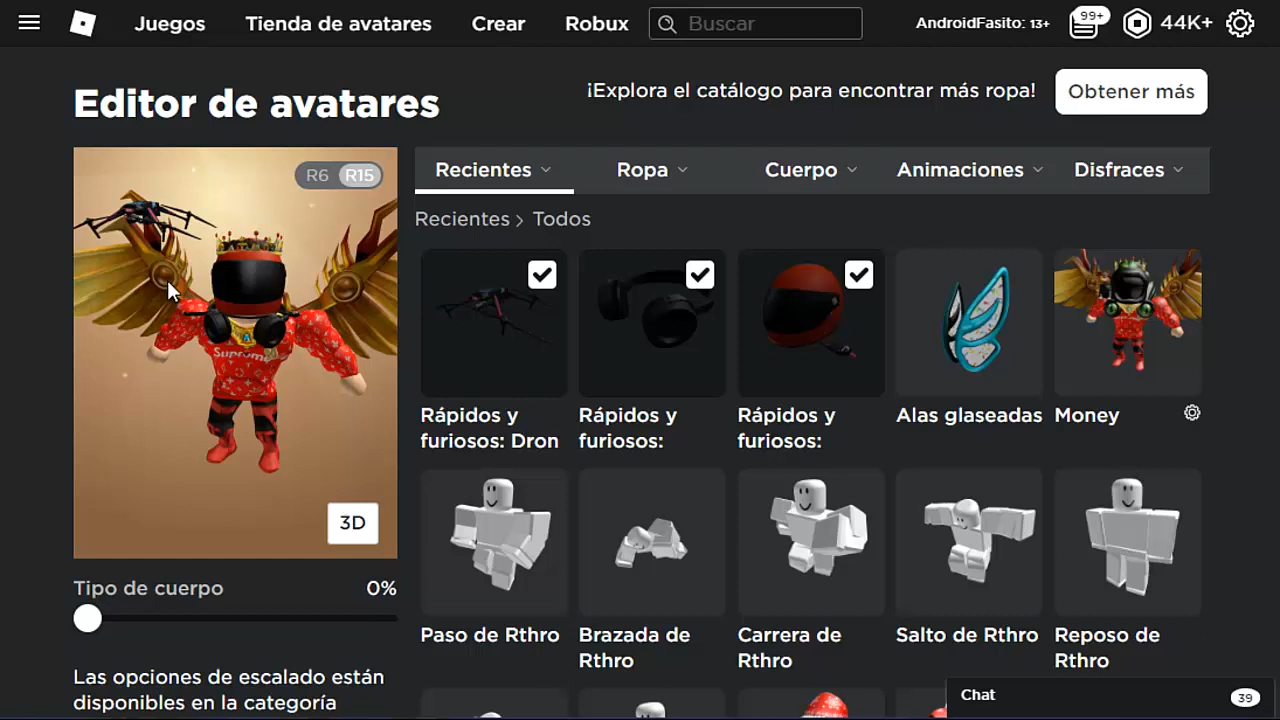 Juegos
Tienda de avatares
Crear
Robux
Buscar
AndroidFasito: 13+
99+
44K+
Editor de avatares
¡Explora el catálogo para encontrar más ropa!
Obtener más
R6 R15
Recientes
Ropa
Cuerpo
Animaciones
Disfraces
Recientes > Todos
Supreme
3D
Rápidos y
furiosos: Dron
Rápidos y
furiosos:
Rápidos y
furiosos:
Alas glaseadas
Money
Paso de Rthro
Brazada de
Rthro
Carrera de
Rthro
Salto de Rthro
Reposo de
Rthro
Tipo de cuerpo
0%
Las opciones de escalado están
disponibles en la categoría
Chat
39